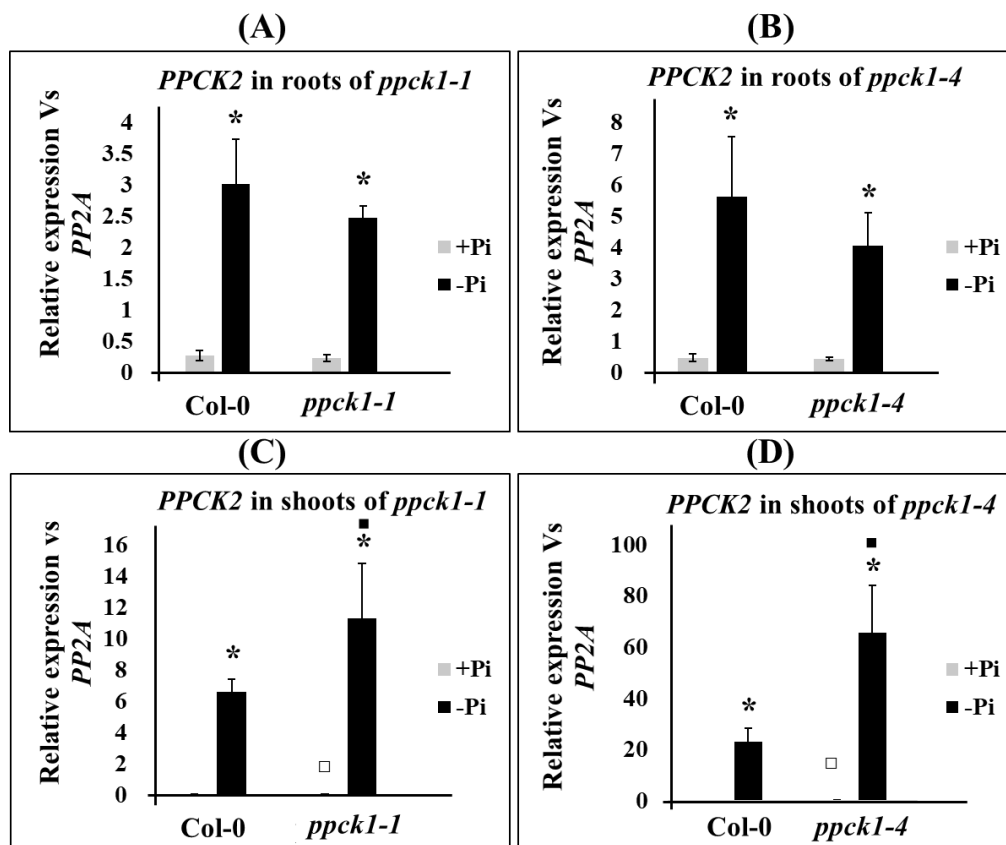 (A)
PPCK2 in roots of ppck1-1
Relative expression Vs
PP2A
4
3.5
3
2.5
2
1.5
1
0.5
0
*
*
+Pi
-Pi
Col-0
ppck1-1
(B)
PPCK2 in roots of ppck1-4
Relative expression Vs
PP2A
8
7
6
5
4
3
2
1
0
*
*
+Pi
-Pi
Col-0
ppck1-4
(C)
PPCK2 in shoots of ppck1-1
Relative expression vs
PP2A
16
14
12
10
8
6
4
2
0
*
*
+Pi
-Pi
Col-0
ppck1-1
(D)
PPCK2 in shoots of ppck1-4
Relative expression Vs
PP2A
100
80
60
40
20
0
*
*
+Pi
-Pi
Col-0
ppck1-4